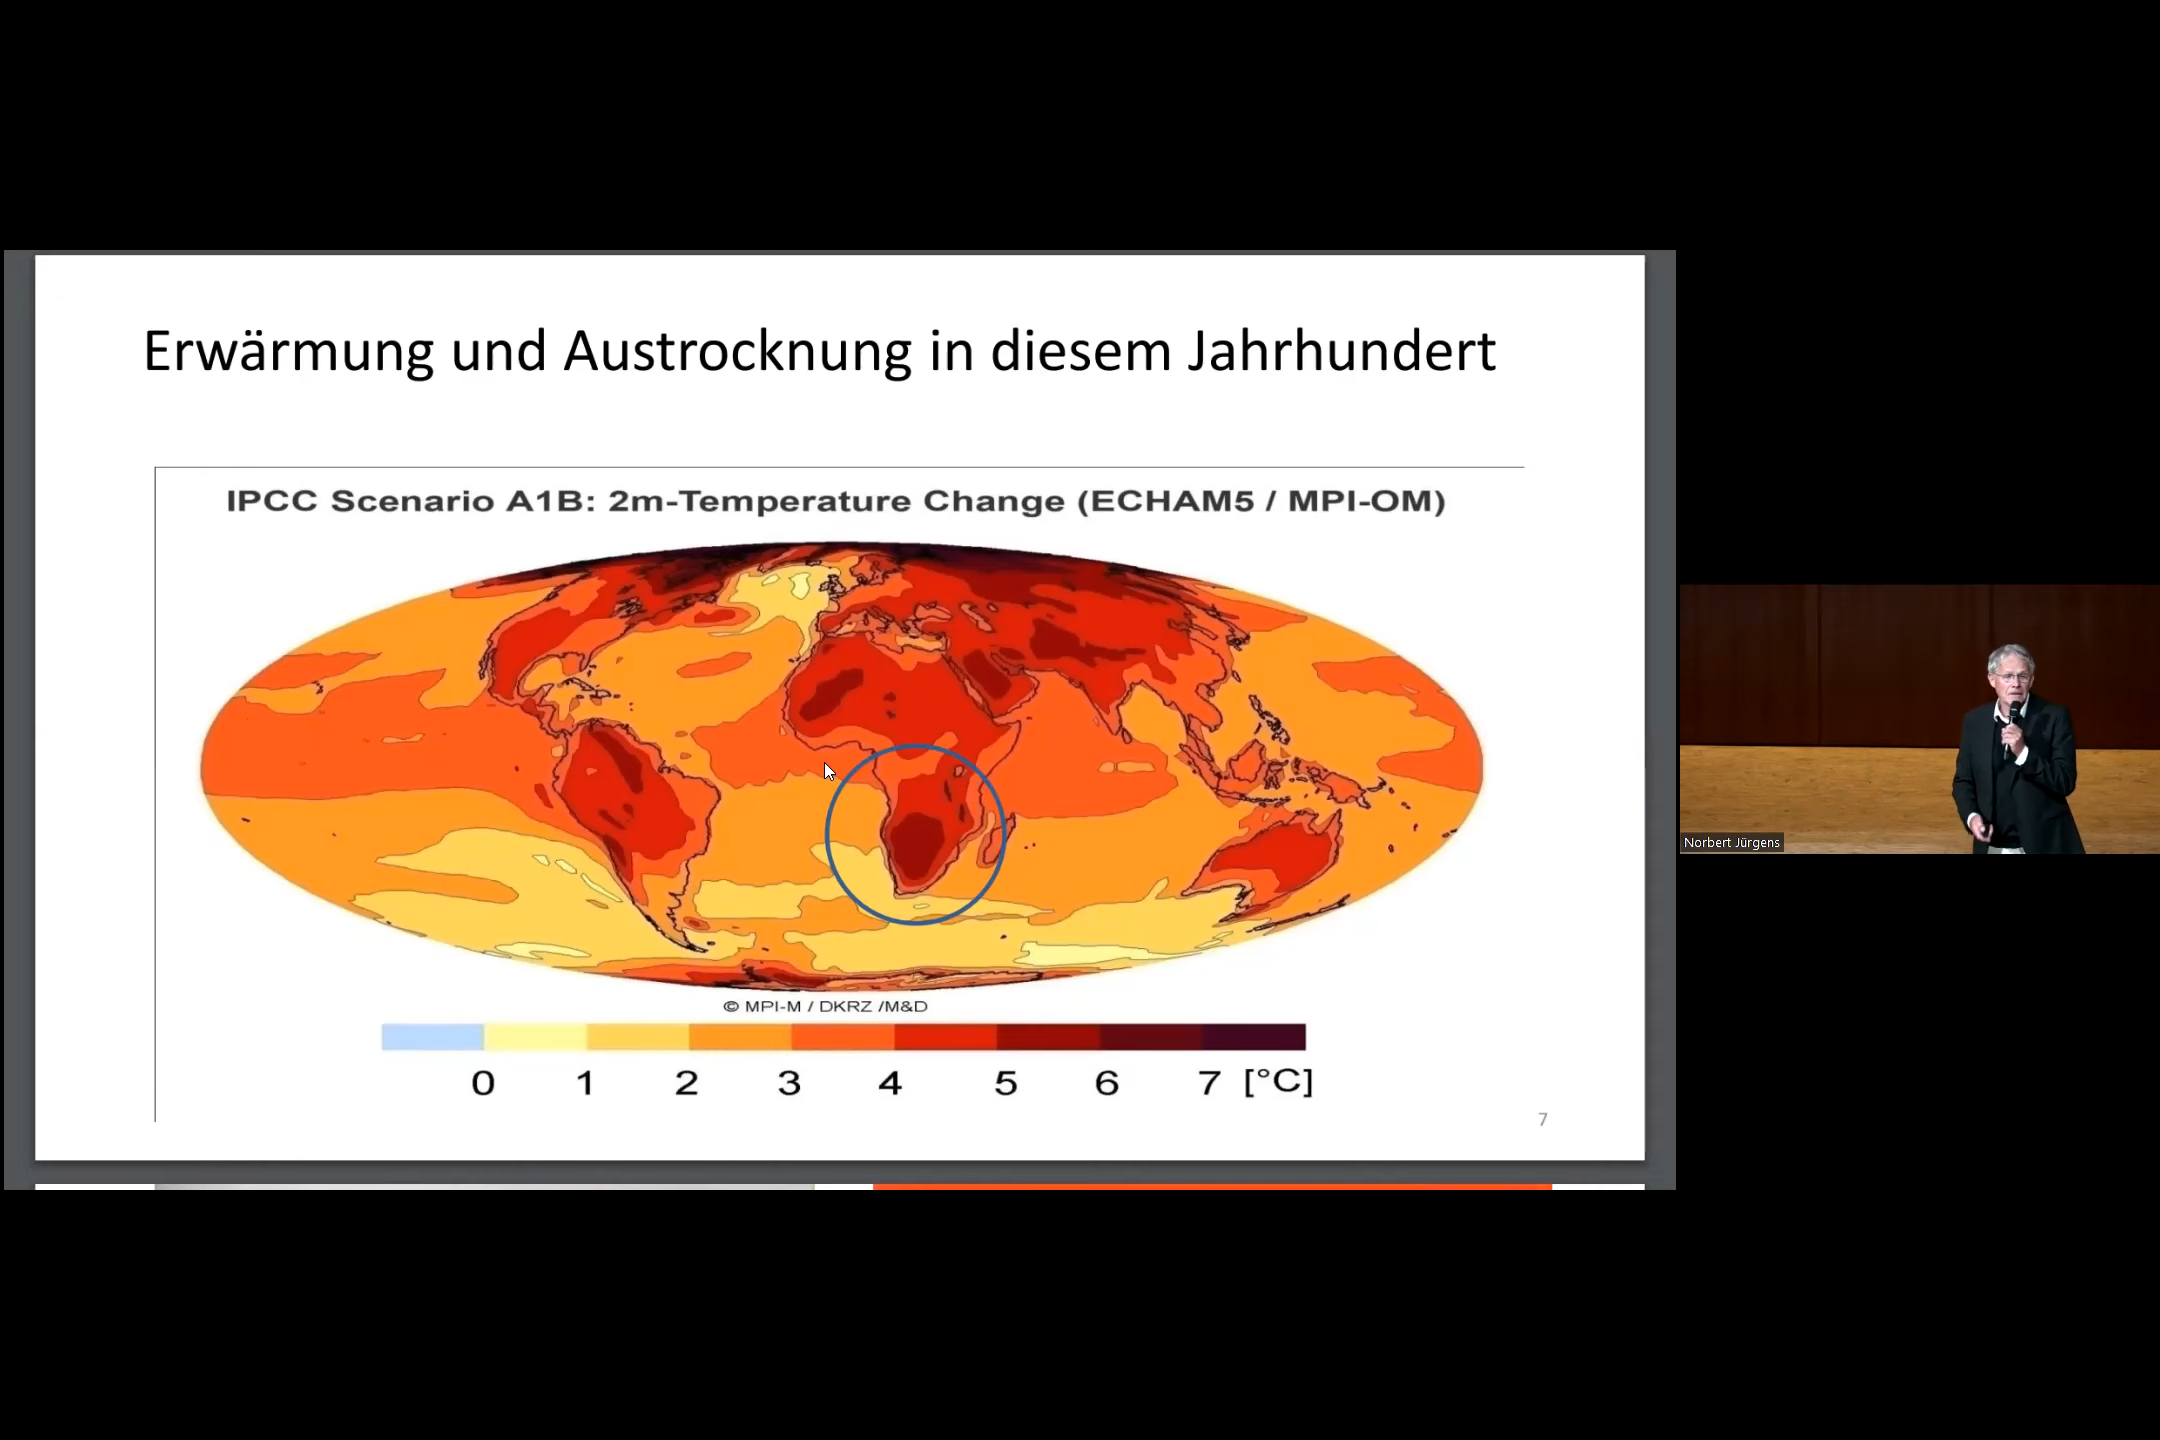 Erwärmung und Austrocknung in diesem Jahrhundert
IPCC Scenario A1B: 2m-Temperature Change (ECHAM5 / MPI-OM)
© MPI-M / DKRZ /M&D
0 1 2 3 4 5 6 7 [°C]
7
Norbert Jürgens